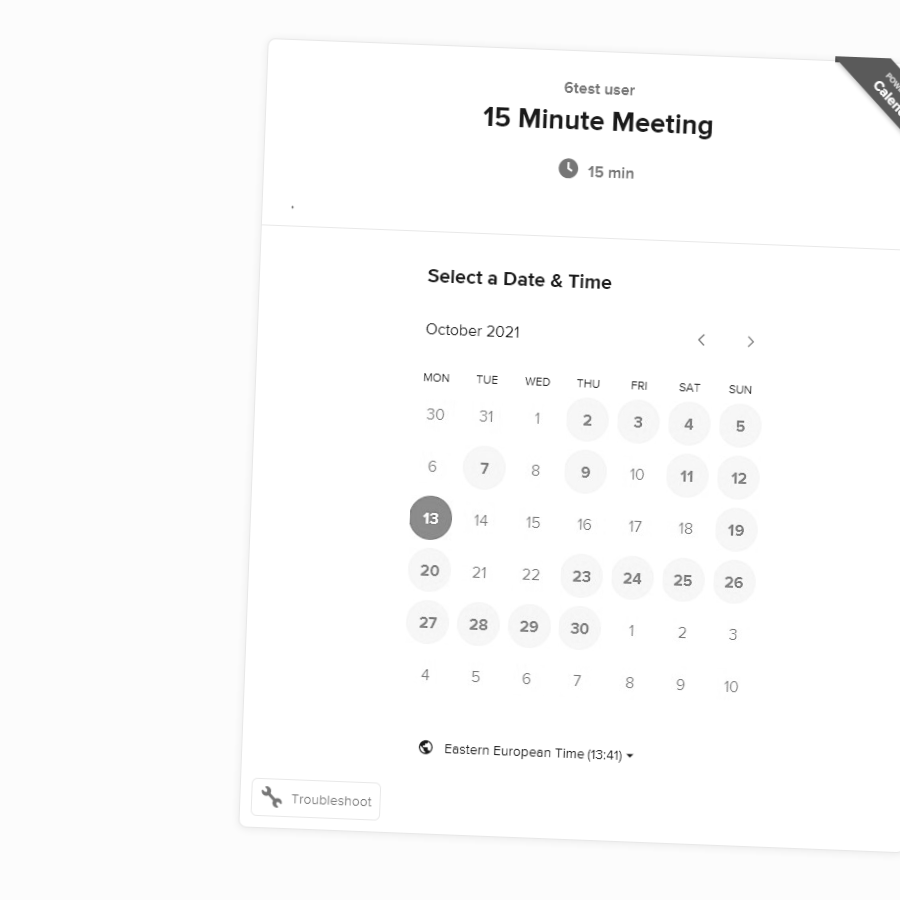 6test user
15 Minute Meeting
15 min
Select a Date & Time
October 2021
MON TUE WED THU FRI SAT SUN
30 31 1 2 3 4 5
6 7 8 9 10 11 12
13 14 15 16 17 18 19
20 21 22 23 24 25 26
27 28 29 30 1 2 3
4 5 6 7 8 9 10
Eastern European Time (13:41)
Troubleshoot